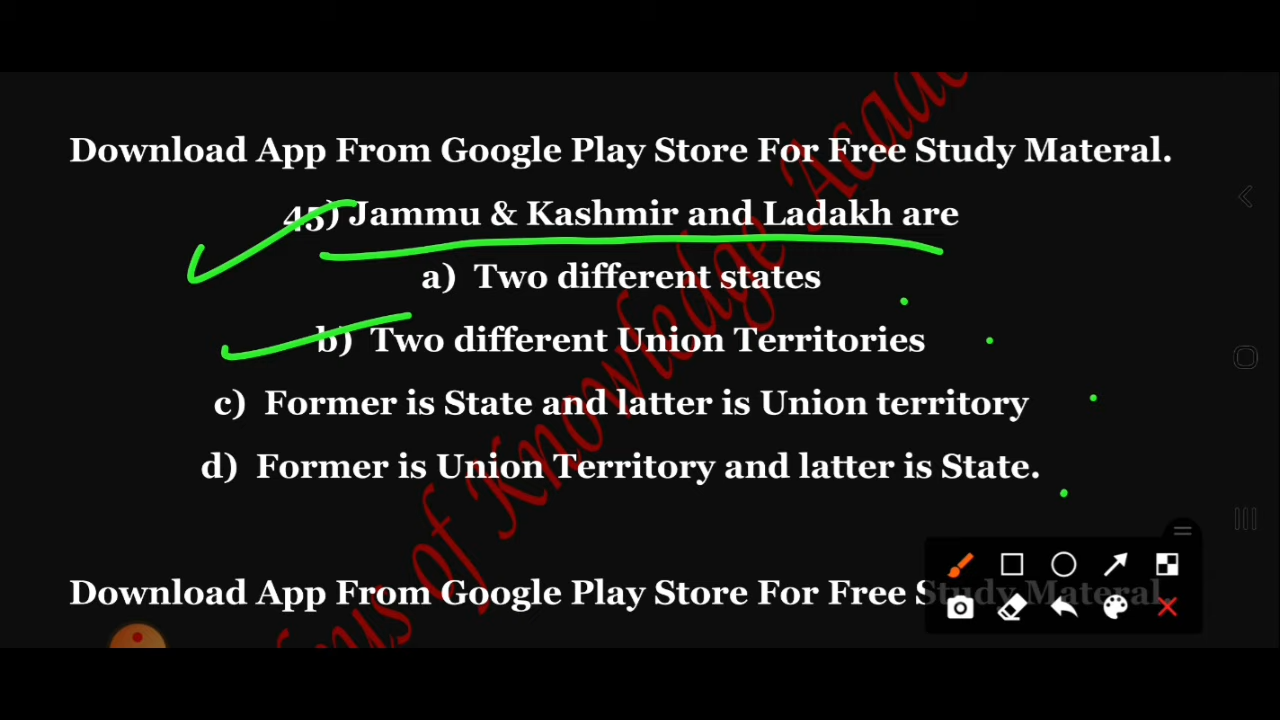 Download App From Google Play Store For Free Study Materal.
45) Jammu & Kashmir and Ladakh are
a) Two different states
b) Two different Union Territories
c) Former is State and latter is Union territory
d) Former is Union Territory and latter is State.
Download App From Google Play Store For Free Study Materal.
of Knowledge